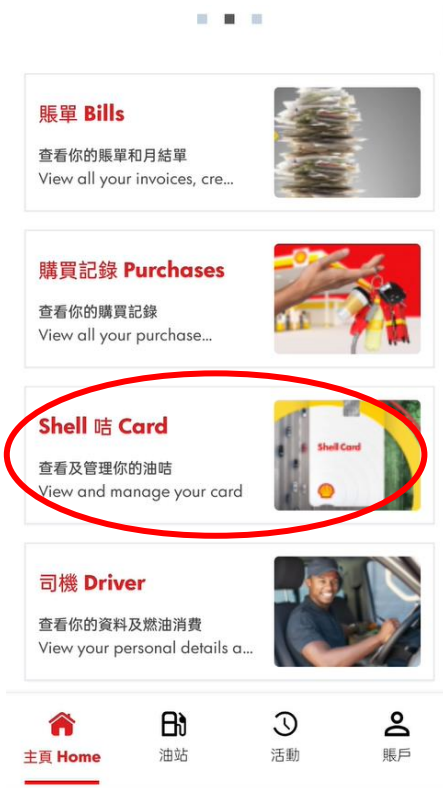 賬單 Bills
查看你的賬單和月結單
View all your invoices, cre...
購買記錄 Purchases
查看你的購買記錄
View all your purchase...
Shell 咭 Card
查看及管理你的油咭
View and manage your card
Shell Card
司機 Driver
查看你的資料及燃油消費
View your personal details a...
主頁 Home
油站
活動
賬戶